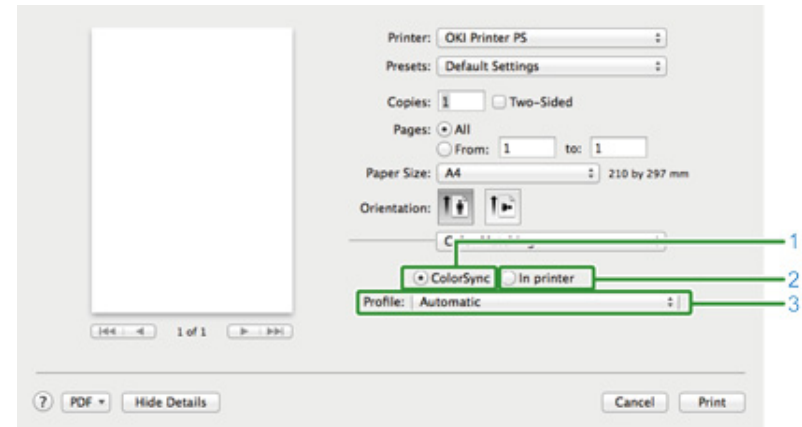 Printer: OKI Printer PS
Presets: Default Settings
Copies: 1 Two-Sided
Pages: All
From: 1 to: 1
Paper Size: A4 210 by 297 mm
Orientation:
1
ColorSync In printer 2
Profile: Automatic 3
1 of 1
? PDF Hide Details Cancel Print